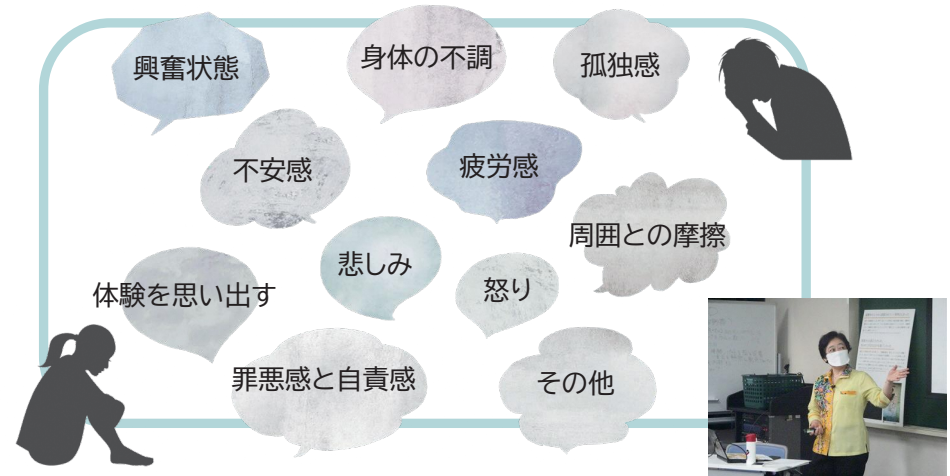 興奮状態
身体の不調
孤独感
不安感
疲労感
周囲との摩擦
悲しみ
怒り
体験を思い出す
罪悪感と自責感
その他